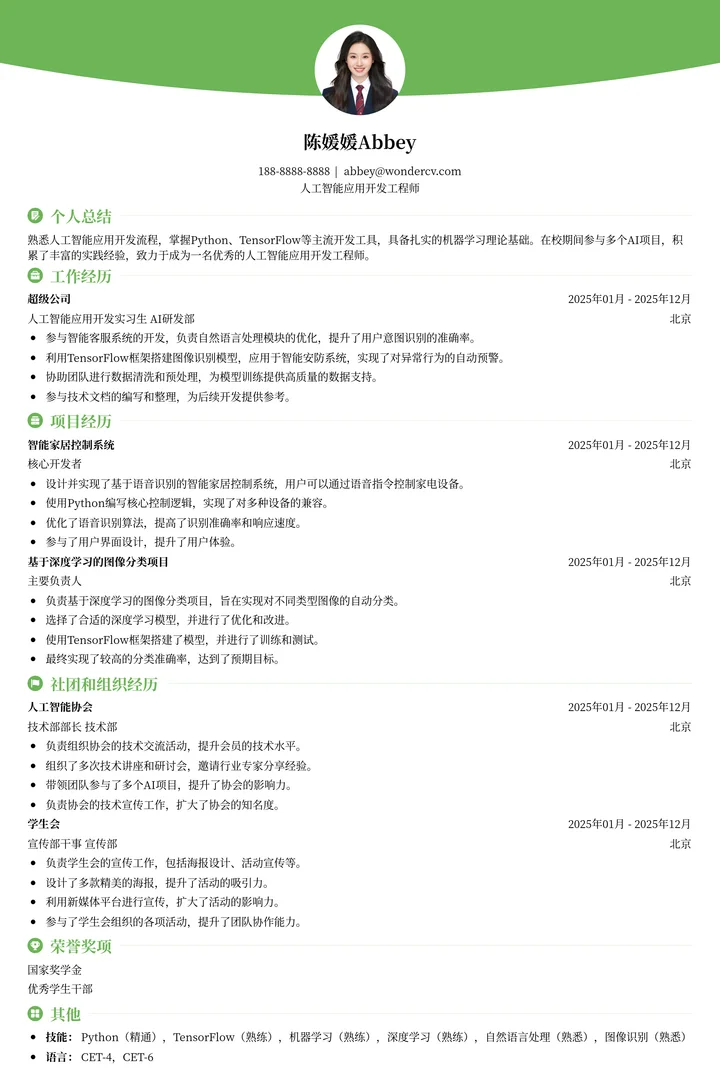 陈媛媛Abbey
188-8888-8888 | abbey@wondercv.com
人工智能应用开发工程师
个人总结
熟悉人工智能应用开发流程，掌握Python、TensorFlow等主流开发工具，具备扎实的机器学习理论基础。在校期间参与多个AI项目，积
累了丰富的实践经验，致力于成为一名优秀的人工智能应用开发工程师。
工作经历
超级公司 2025年01月 - 2025年12月
人工智能应用开发实习生 AI研发部 北京
• 参与智能客服系统的开发，负责自然语言处理模块的优化，提升了用户意图识别的准确率。
• 利用TensorFlow框架搭建图像识别模型，应用于智能安防系统，实现了对异常行为的自动预警。
• 协助团队进行数据清洗和预处理，为模型训练提供高质量的数据支持。
• 参与技术文档的编写和整理，为后续开发提供参考。
项目经历
智能家居控制系统 2025年01月 - 2025年12月
核心开发者 北京
• 设计并实现了基于语音识别的智能家居控制系统，用户可以通过语音指令控制家电设备。
• 使用Python编写核心控制逻辑，实现了对多种设备的兼容。
• 优化了语音识别算法，提高了识别准确率和响应速度。
• 参与了用户界面设计，提升了用户体验。
基于深度学习的图像分类项目 2025年01月 - 2025年12月
主要负责人 北京
• 负责基于深度学习的图像分类项目，旨在实现对不同类型图像的自动分类。
• 选择了合适的深度学习模型，并进行了优化和改进。
• 使用TensorFlow框架搭建了模型，并进行了训练和测试。
• 最终实现了较高的分类准确率，达到了预期目标。
社团和组织经历
人工智能协会 2025年01月 - 2025年12月
技术部部长 技术部 北京
• 负责组织协会的技术交流活动，提升会员的技术水平。
• 组织了多次技术讲座和研讨会，邀请行业专家分享经验。
• 带领团队参与了多个AI项目，提升了协会的影响力。
• 负责协会的技术宣传工作，扩大了协会的知名度。
学生会 2025年01月 - 2025年12月
宣传部干事 宣传部 北京
• 负责学生会的宣传工作，包括海报设计、活动宣传等。
• 设计了多款精美的海报，提升了活动的吸引力。
• 利用新媒体平台进行宣传，扩大了活动的影响力。
• 参与了学生会组织的各项活动，提升了团队协作能力。
荣誉奖项
国家奖学金
优秀学生干部
其他
• 技能： Python（精通），TensorFlow（熟练），机器学习（熟练），深度学习（熟练），自然语言处理（熟悉），图像识别（熟悉）
• 语言： CET-4，CET-6